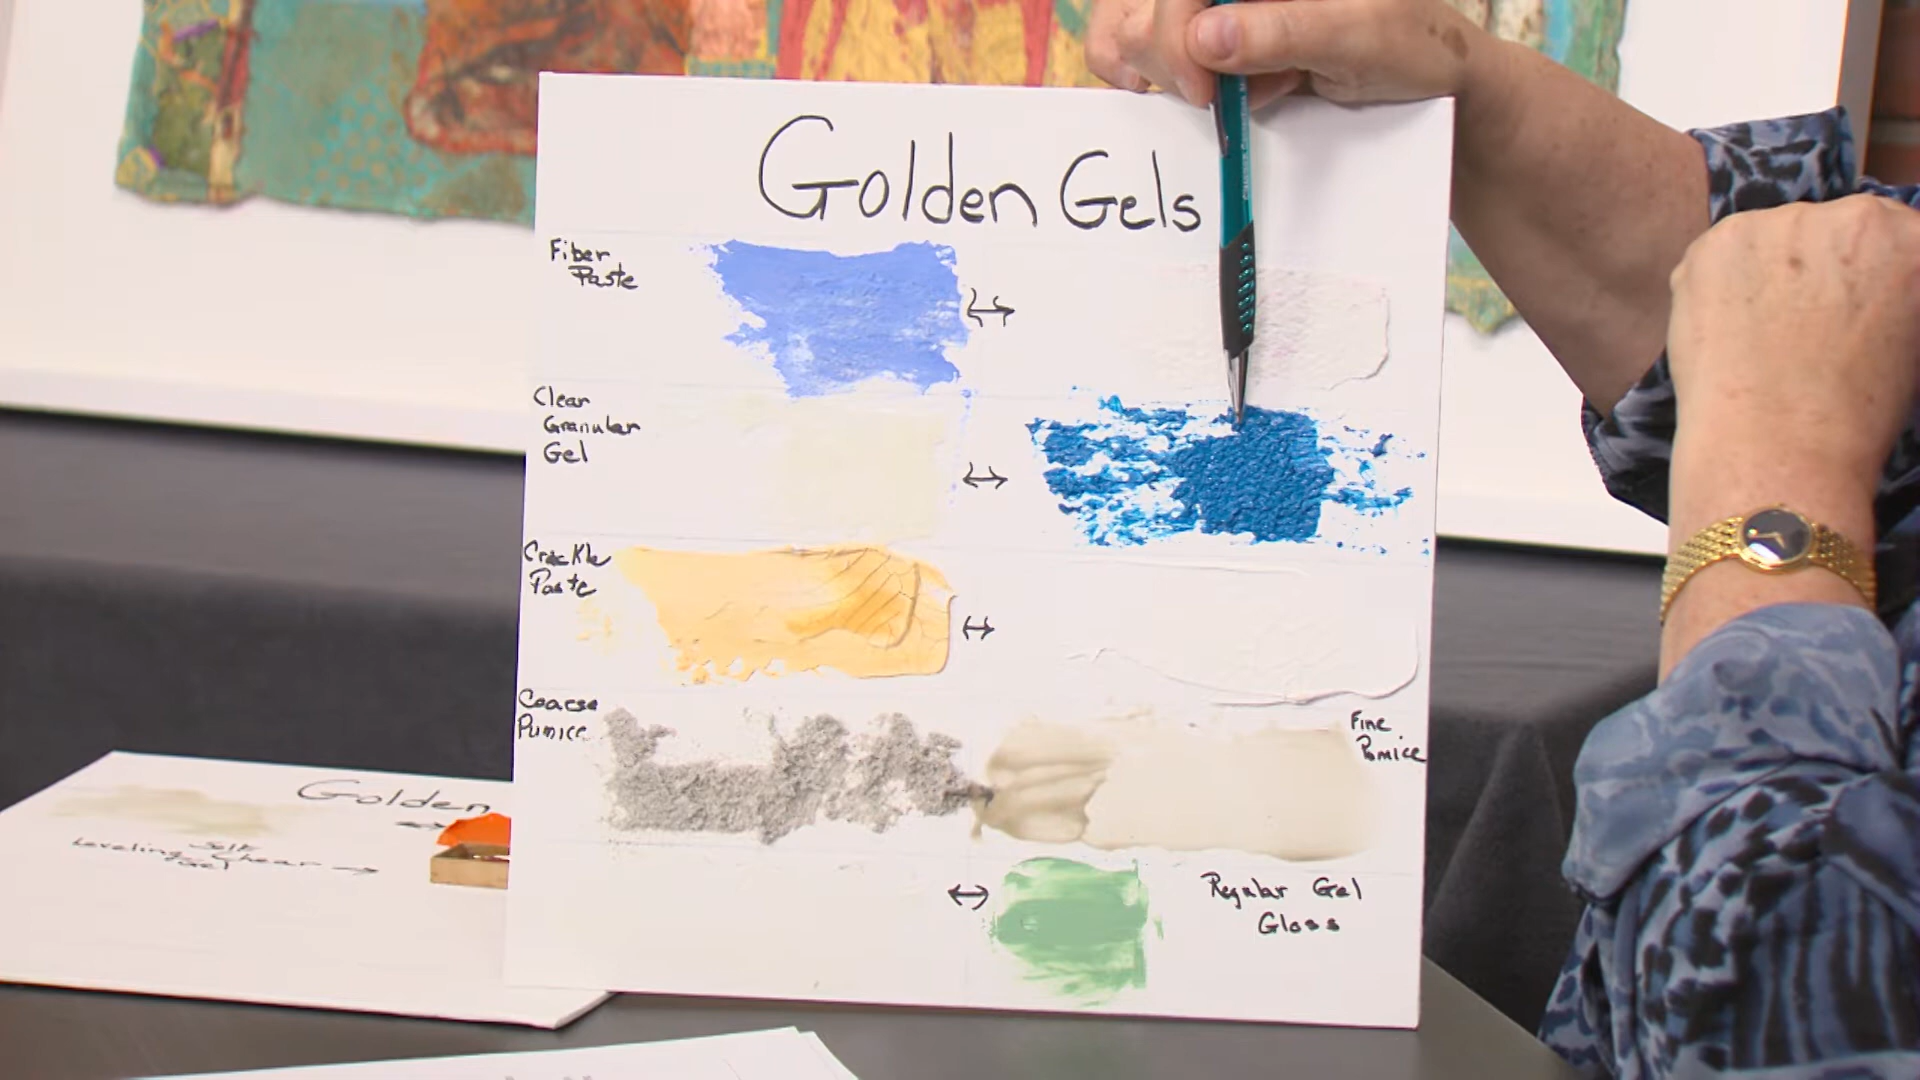 Golden Gels
Fiber
Paste
Clear
Granular
Gel
Crackle
Paste
Coarse
Pumice
Fine
Pumice
Regular Gel
Gloss
Golden
Self
Leveling Clear
Gel